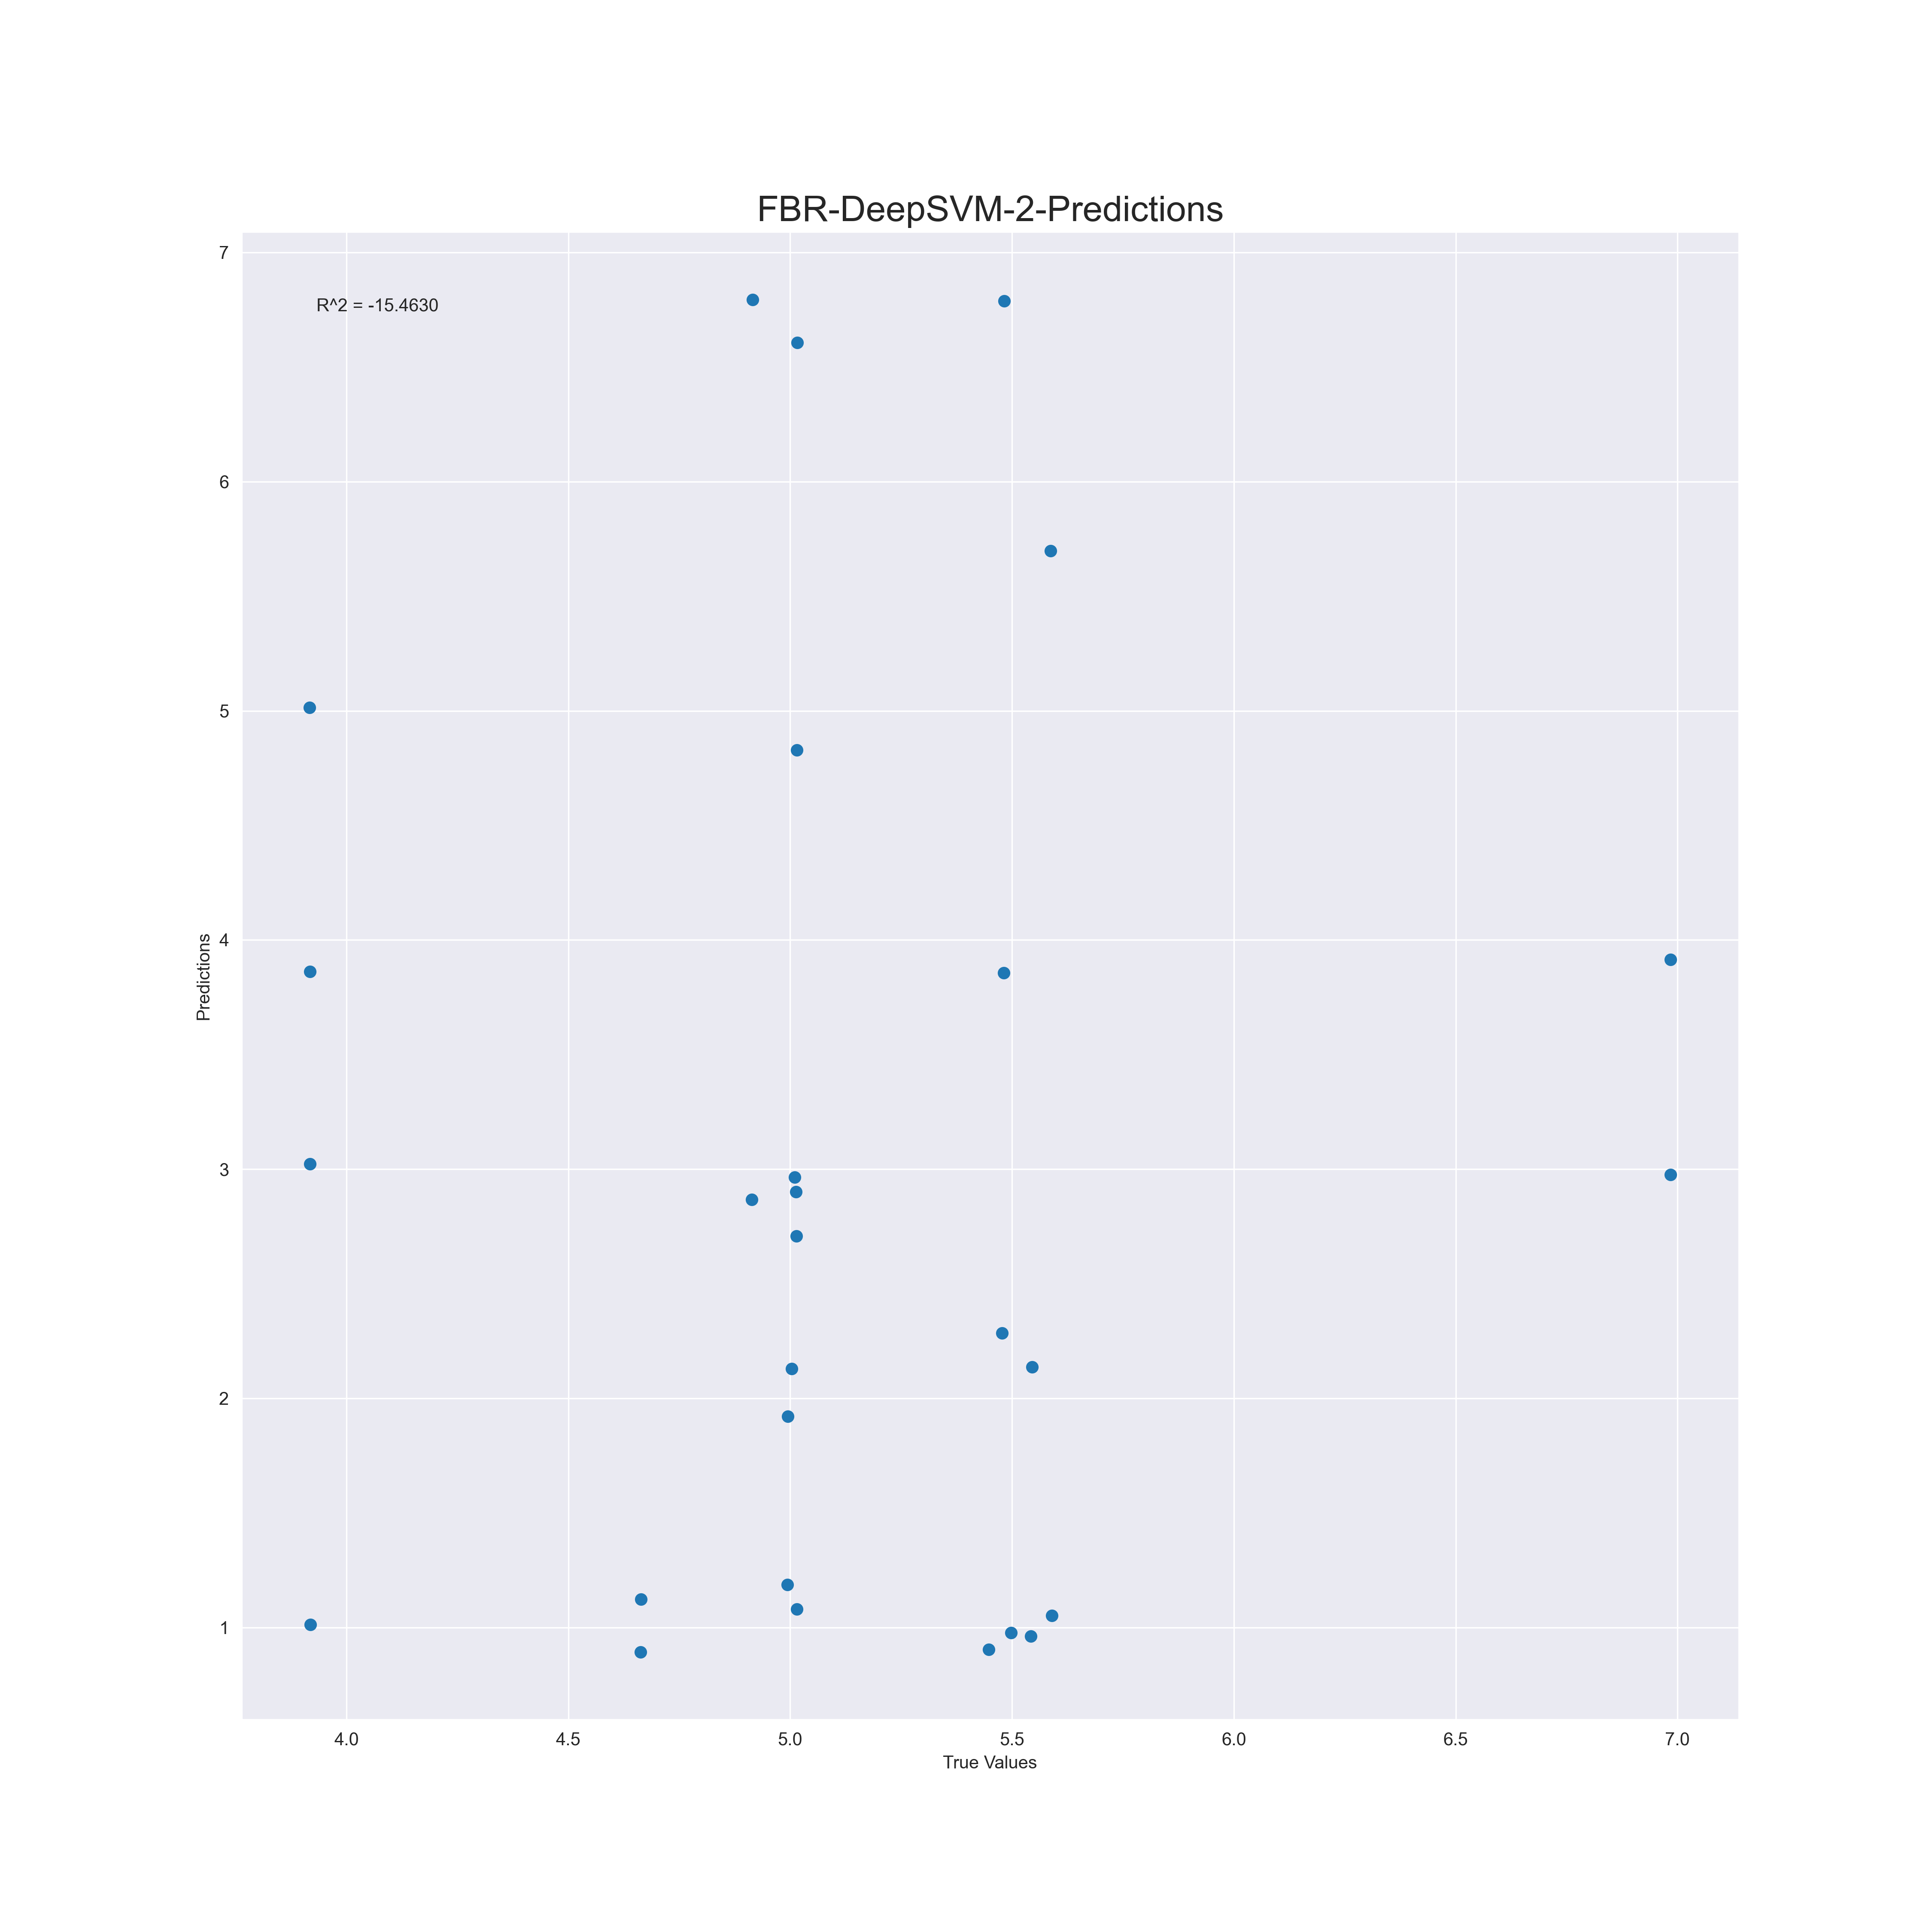 FBR-DeepSVM-2-Predictions
7
R^2 = -15.4630
6
5
4
Predictions
3
2
1
4.0 4.5 5.0 5.5 6.0 6.5 7.0
True Values